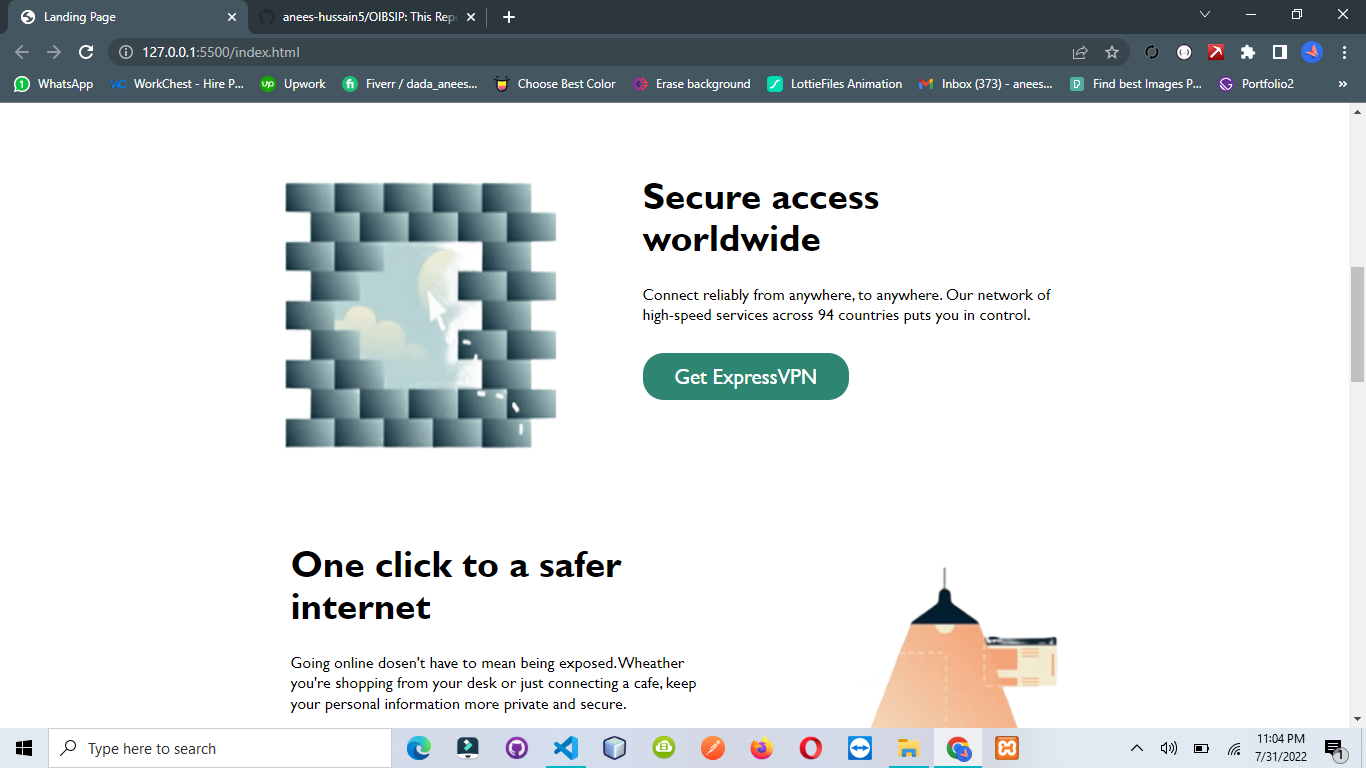 Landing Page
anees-hussain5/OIBSIP: This Rep
127.0.0.1:5500/index.html
WhatsApp
WC WorkChest - Hire P...
up Upwork
fi Fiverr / dada_anees...
Choose Best Color
Erase background
LottieFiles Animation
Inbox (373) - anees...
Find best Images P...
Portfolio2
»
Secure access
worldwide
Connect reliably from anywhere, to anywhere. Our network of
high-speed services across 94 countries puts you in control.
Get ExpressVPN
One click to a safer
internet
Going online dosen't have to mean being exposed. Wheather
you're shopping from your desk or just connecting a cafe, keep
your personal information more private and secure.
Type here to search
11:04 PM
7/31/2022
1